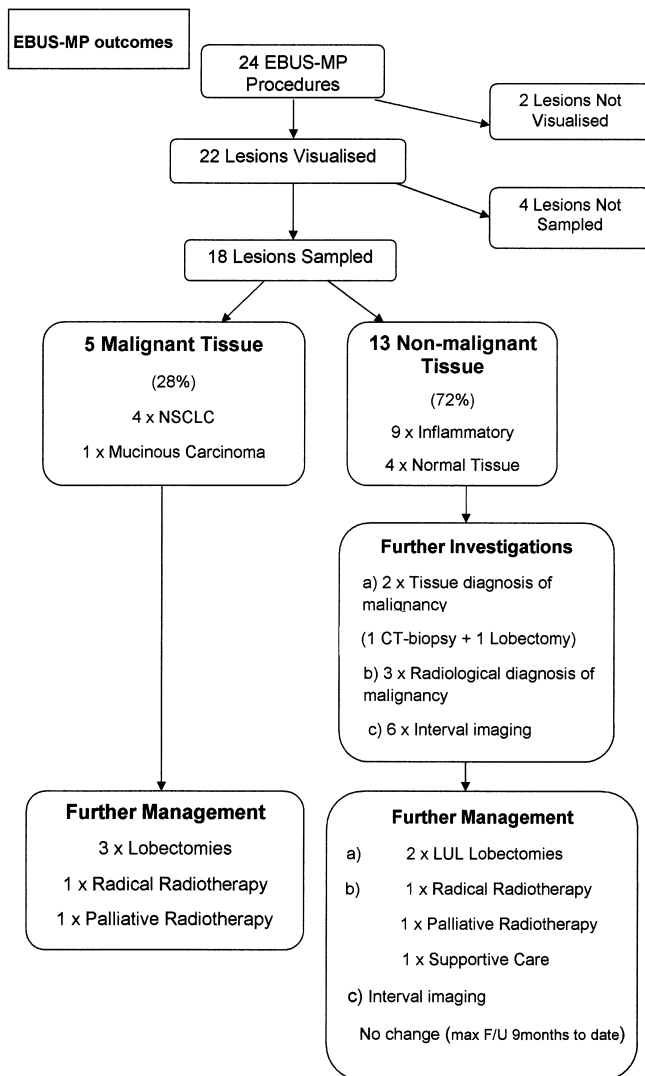 EBUS-MP outcomes
24 EBUS-MP
Procedures
2 Lesions Not
Visualised
22 Lesions Visualised
4 Lesions Not
Sampled
18 Lesions Sampled
5 Malignant Tissue
(28%)
4 x NSCLC
1 x Mucinous Carcinoma
13 Non-malignant
Tissue
(72%)
9 x Inflammatory
4 x Normal Tissue
Further Investigations
a) 2 x Tissue diagnosis of
malignancy
(1 CT-biopsy + 1 Lobectomy)
b) 3 x Radiological diagnosis of
malignancy
c) 6 x Interval imaging
Further Management
3 x Lobectomies
1 x Radical Radiotherapy
1 x Palliative Radiotherapy
Further Management
a) 2 x LUL Lobectomies
b) 1 x Radical Radiotherapy
1 x Palliative Radiotherapy
1 x Supportive Care
c) Interval imaging
No change (max F/U 9months to date)